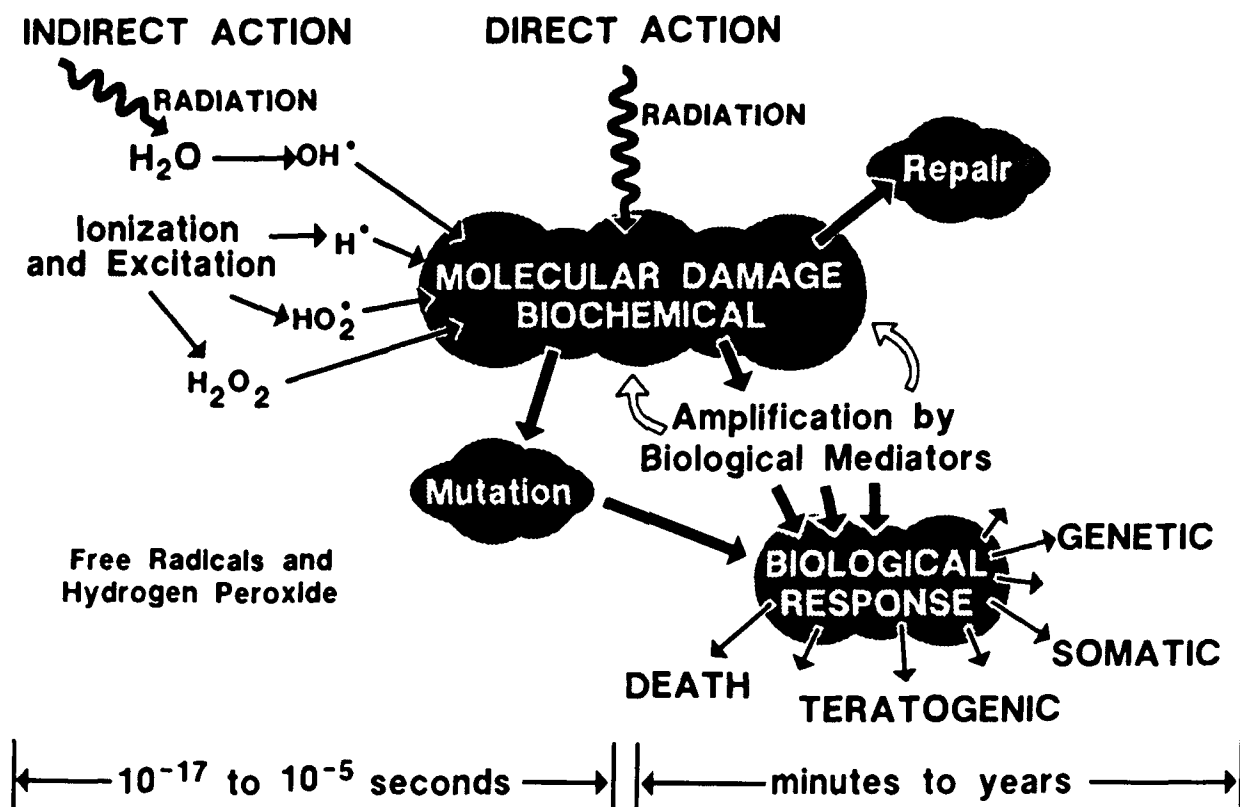 INDIRECT ACTION
DIRECT ACTION
RADIATION
RADIATION
H₂O
OH˙
Repair
Ionization
and Excitation
H˙
MOLECULAR DAMAGE
BIOCHEMICAL
HO₂˙
H₂O₂
Amplification by
Biological Mediators
Mutation
Free Radicals and
Hydrogen Peroxide
BIOLOGICAL
RESPONSE
GENETIC
SOMATIC
DEATH
TERATOGENIC
10⁻¹⁷ to 10⁻⁵ seconds
minutes to years